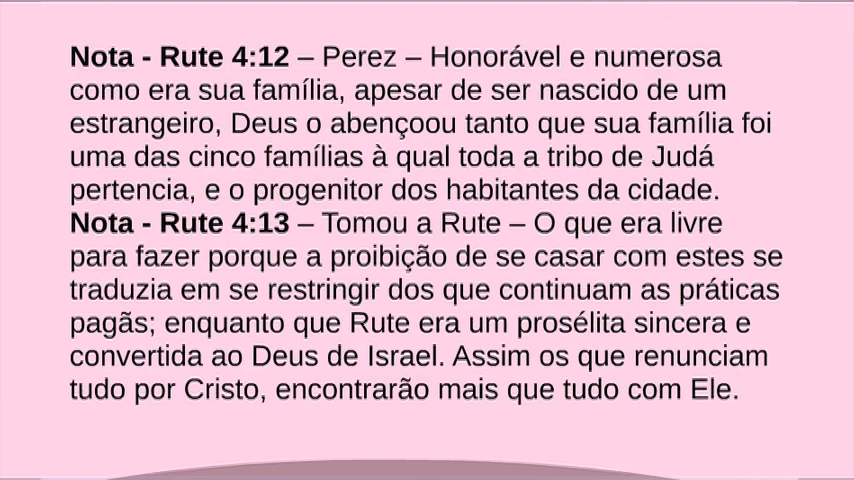 Nota - Rute 4:12 – Perez – Honorável e numerosa
como era sua família, apesar de ser nascido de um
estrangeiro, Deus o abençoou tanto que sua família foi
uma das cinco famílias à qual toda a tribo de Judá
pertencia, e o progenitor dos habitantes da cidade.
Nota - Rute 4:13 – Tomou a Rute – O que era livre
para fazer porque a proibição de se casar com estes se
traduzia em se restringir dos que continuam as práticas
pagãs; enquanto que Rute era um prosélita sincera e
convertida ao Deus de Israel. Assim os que renunciam
tudo por Cristo, encontrarão mais que tudo com Ele.